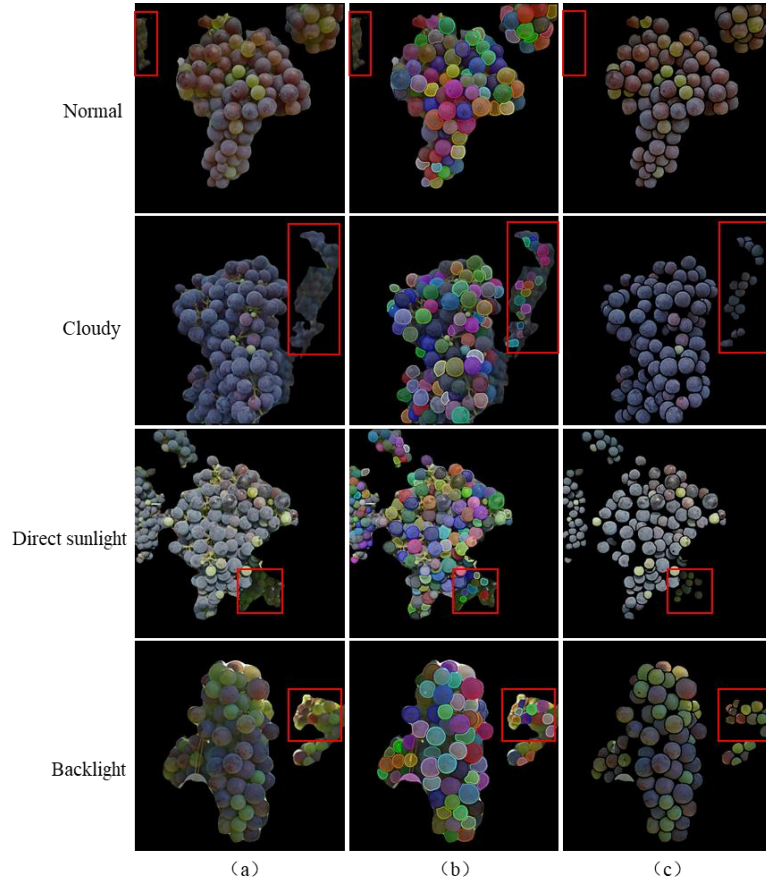 Normal
Cloudy
Direct sunlight
Backlight
（a） （b） （c）